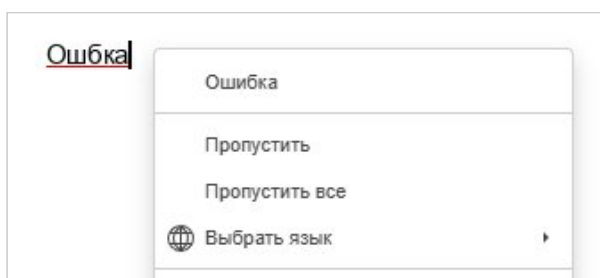 Ошбка
Ошибка
Пропустить
Пропустить все
Выбрать язык